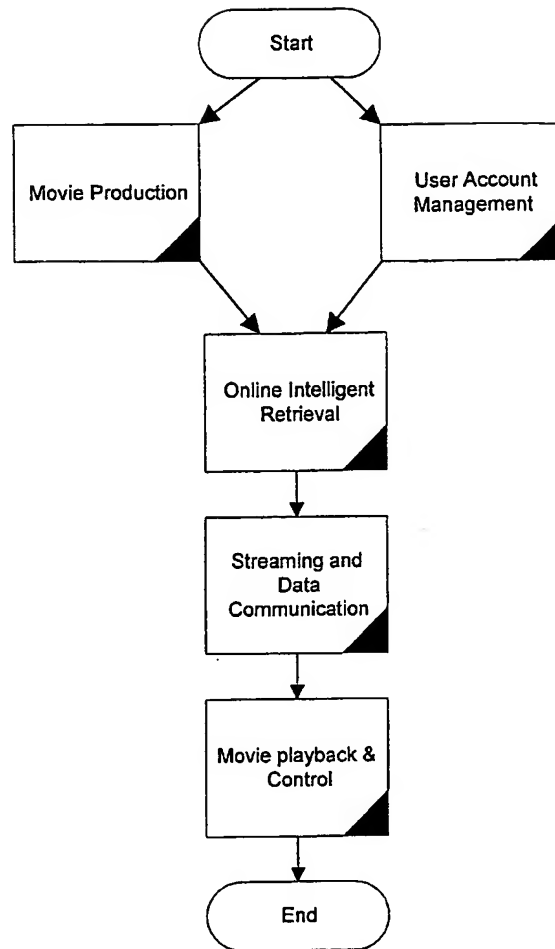 Start
Movie Production
User Account
Management
Online Intelligent
Retrieval
Streaming and
Data
Communication
Movie playback &
Control
End